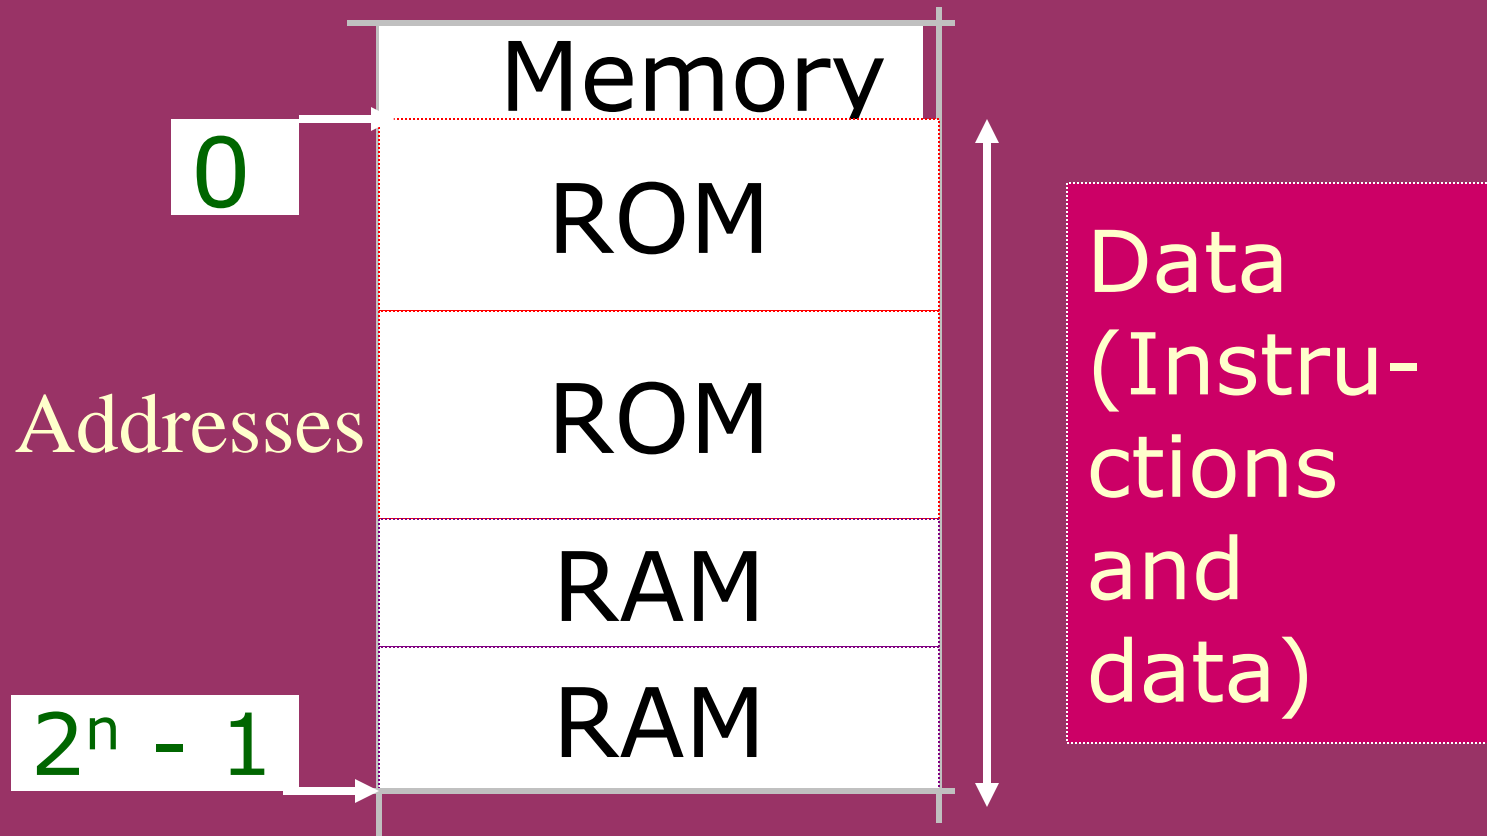 Memory
0
ROM
ROM
Addresses
RAM
RAM
2ⁿ - 1
Data
(Instru-
ctions
and
data)